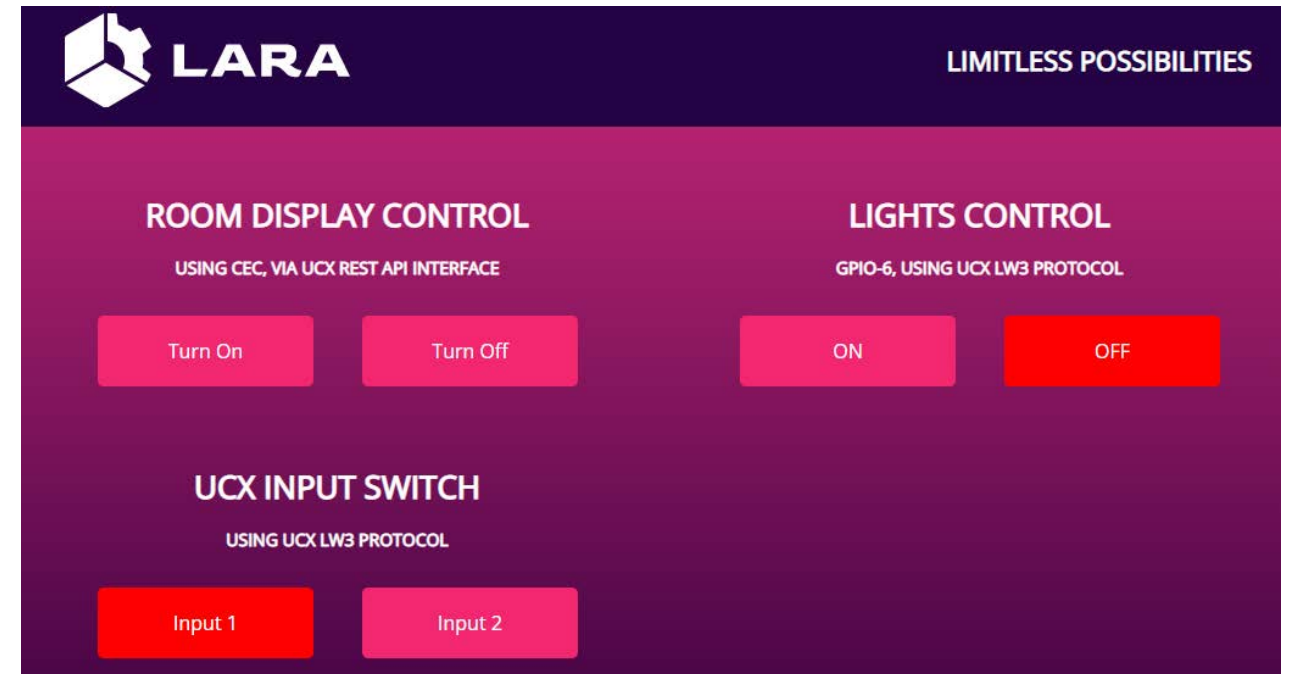 LARA
LIMITLESS POSSIBILITIES
ROOM DISPLAY CONTROL
USING CEC, VIA UCX REST API INTERFACE
Turn On
Turn Off
LIGHTS CONTROL
GPIO-6, USING UCX LW3 PROTOCOL
ON
OFF
UCX INPUT SWITCH
USING UCX LW3 PROTOCOL
Input 1
Input 2